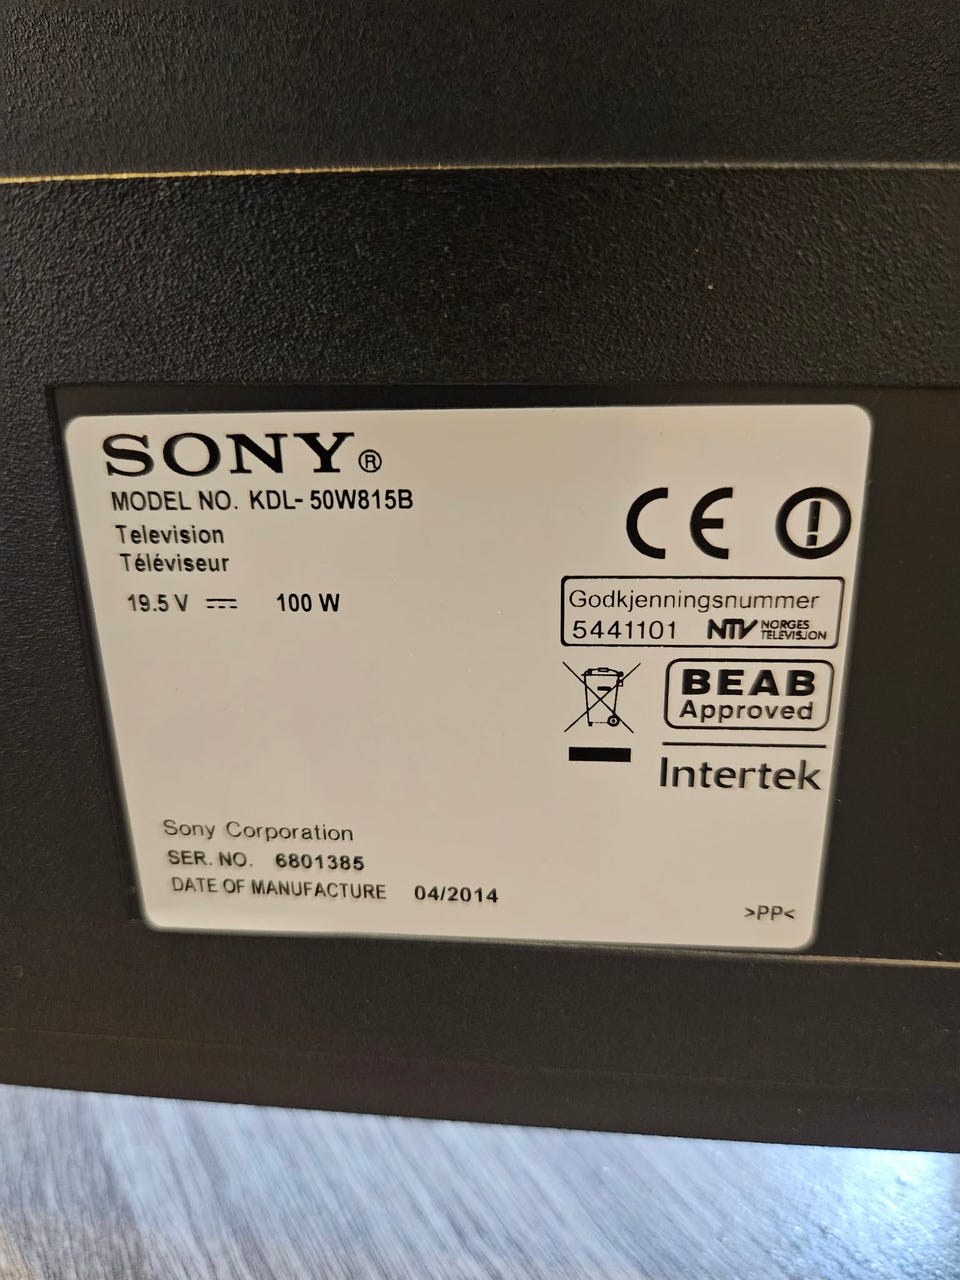 SONY®
MODEL NO. KDL-50W815B
Television
Téléviseur
19.5 V ⎓ 100 W
CE
Godkjenningsnummer
5441101 NTV NORGES
TELEVISJON
BEAB
Approved
Intertek
Sony Corporation
SER. NO. 6801385
DATE OF MANUFACTURE 04/2014
>PP<